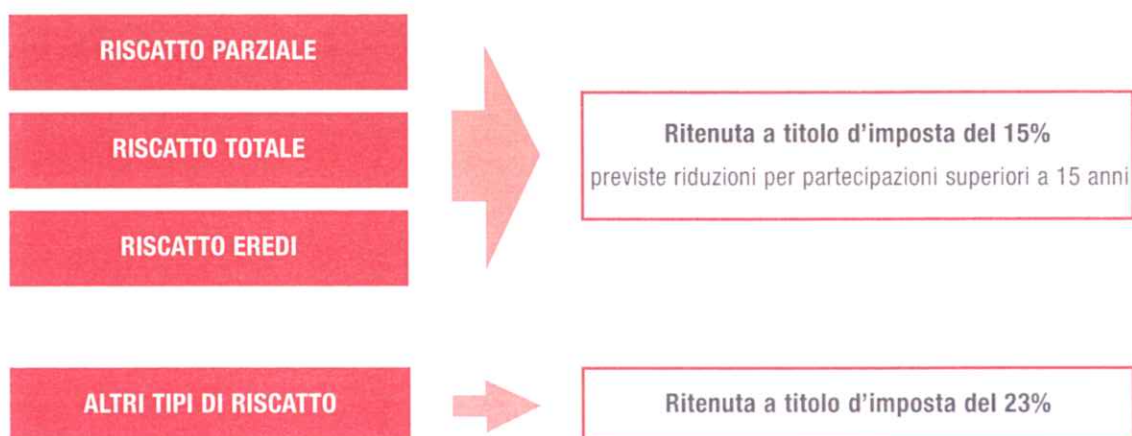 RISCATTO PARZIALE
RISCATTO TOTALE
RISCATTO EREDI
Ritenuta a titolo d'imposta del 15%
previste riduzioni per partecipazioni superiori a 15 anni
ALTRI TIPI DI RISCATTO
Ritenuta a titolo d'imposta del 23%